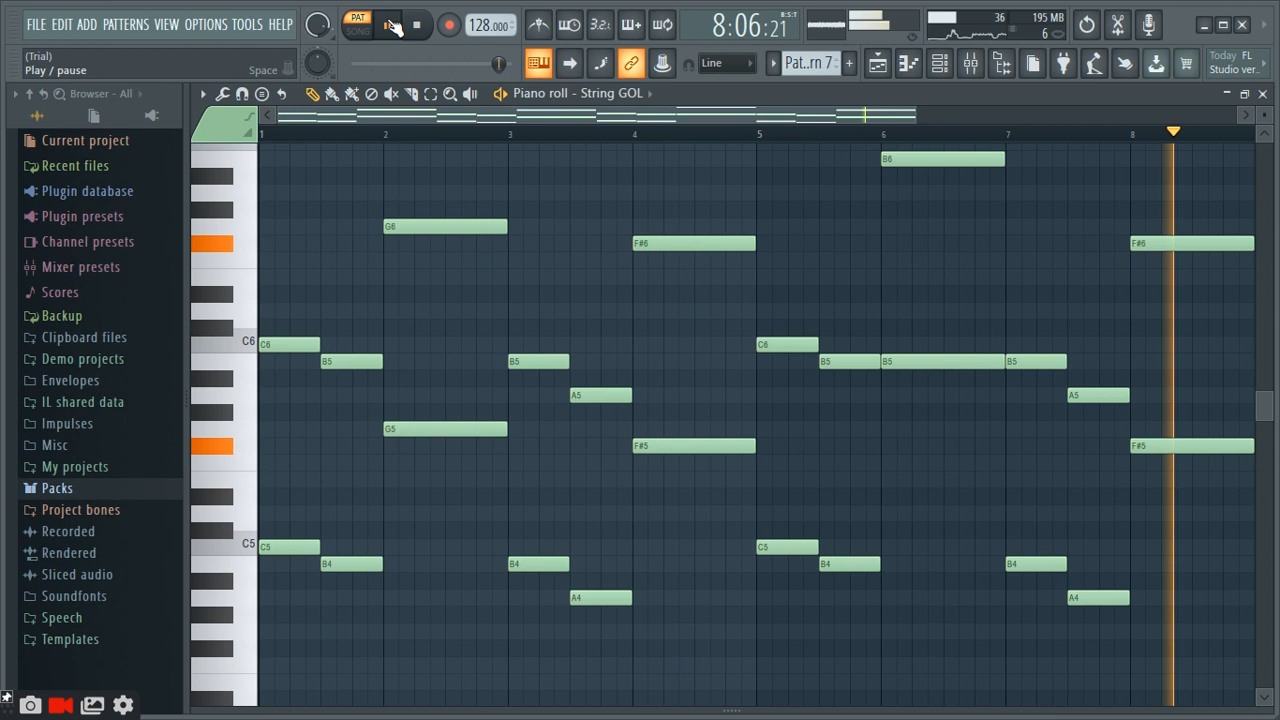 FILE EDIT ADD PATTERNS VIEW OPTIONS TOOLS HELP
PAT
SONG
128.000
3.2.
8:06:21
B:S:T
36
195 MB
6
(Trial)
Play / pause
Space
Line
Pat..rn 7
Today FL
Studio ver..
Browser - All
Piano roll - String GOL
1 2 3 4 5 6 7 8
Current project
Recent files
Plugin database
Plugin presets
Channel presets
Mixer presets
Scores
Backup
Clipboard files
Demo projects
Envelopes
IL shared data
Impulses
Misc
My projects
Packs
Project bones
Recorded
Rendered
Sliced audio
Soundfonts
Speech
Templates
B6
G6
F#6 F#6
C6
C6 C6
B5 B5 B5 B5 B5
A5 A5
G5
F#5 F#5
C5
C5 C5
B4 B4 B4 B4
A4 A4